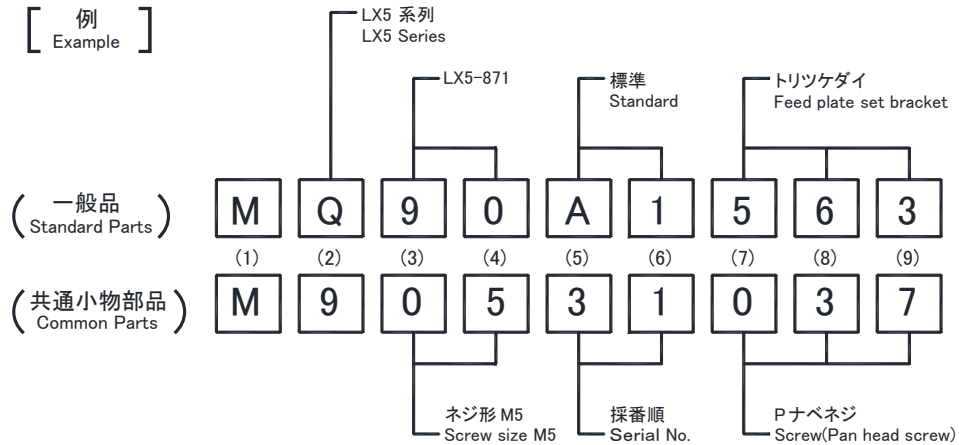 例
Example
LX5 系列
LX5 Series
LX5-871
標準
Standard
トリツケダイ
Feed plate set bracket
一般品
Standard Parts
M Q 9 0 A 1 5 6 3
(1) (2) (3) (4) (5) (6) (7) (8) (9)
共通小物部品
Common Parts
M 9 0 5 3 1 0 3 7
ネジ形 M5
Screw size M5
採番順
Serial No.
Pナベネジ
Screw(Pan head screw)